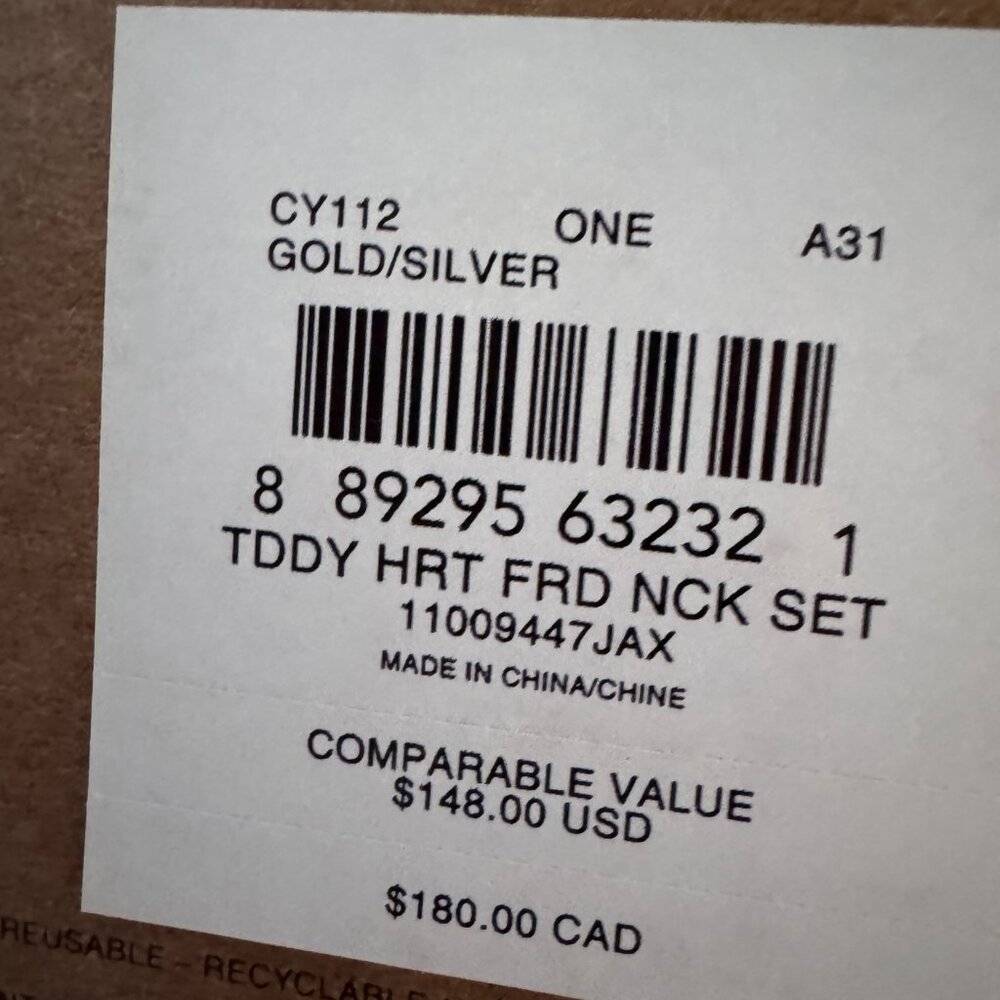 CY112 ONE A31
GOLD/SILVER
8 89295 63232 1
TDDY HRT FRD NCK SET
11009447JAX
MADE IN CHINA/CHINE
COMPARABLE VALUE
$148.00 USD
$180.00 CAD
REUSABLE - RECYCLABLE